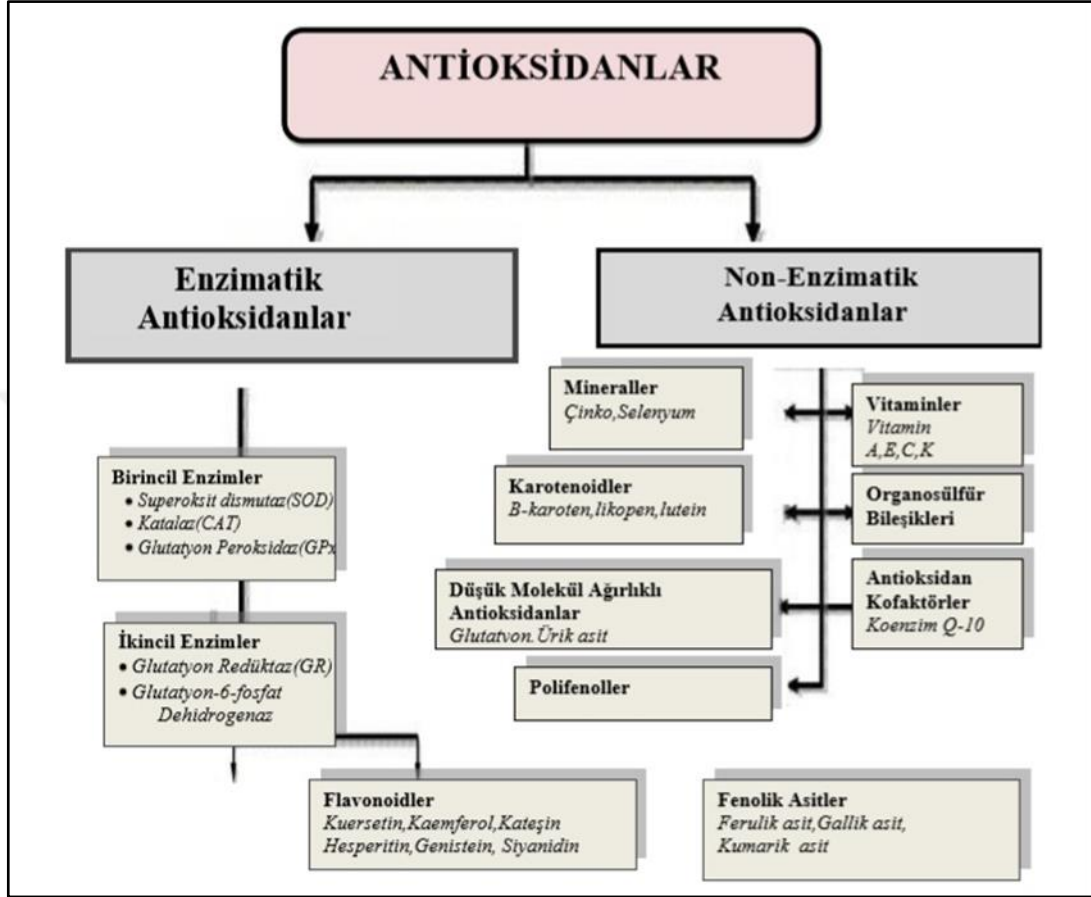 ANTİOKSİDANLAR
Enzimatik
Antioksidanlar
Non-Enzimatik
Antioksidanlar
Mineraller
Çinko,Selenyum
Vitaminler
Vitamin
A,E,C,K
Birincil Enzimler
• Superoksit dismutaz(SOD)
• Katalaz(CAT)
• Glutatyon Peroksidaz(GPx
Karotenoidler
B-karoten,likopen,lutein
Organosülfür
Bileşikleri
Düşük Molekül Ağırlıklı
Antioksidanlar
Glutatyon.Ürik asit
Antioksidan
Kofaktörler
Koenzim Q-10
İkincil Enzimler
• Glutatyon Redüktaz(GR)
• Glutatyon-6-fosfat
Dehidrogenaz
Polifenoller
Flavonoidler
Kuersetin,Kaemferol,Kateşin
Hesperitin,Genistein, Siyanidin
Fenolik Asitler
Ferulik asit,Gallik asit,
Kumarik asit